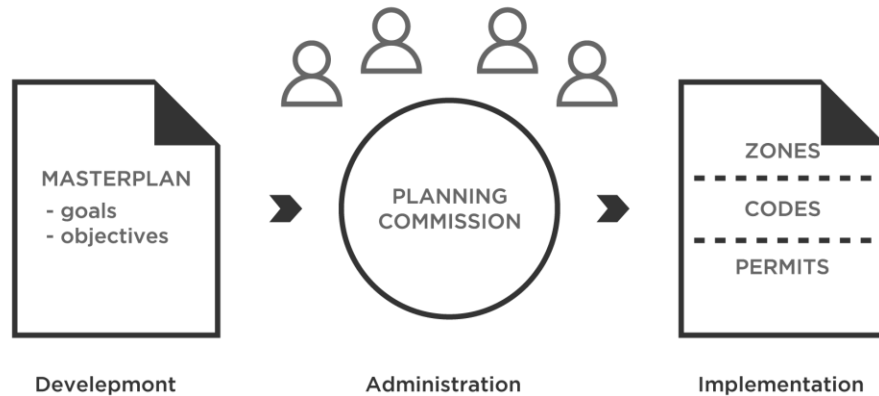 MASTERPLAN
- goals
- objectives
PLANNING
COMMISSION
ZONES
CODES
PERMITS
Develepmont
Administration
Implementation